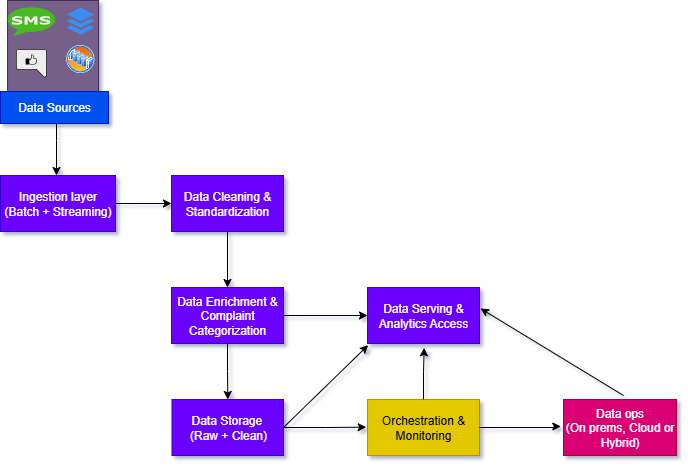 SMS
Data Sources
Ingestion layer
(Batch + Streaming)
Data Cleaning &
Standardization
Data Enrichment &
Complaint
Categorization
Data Serving &
Analytics Access
Data Storage
(Raw + Clean)
Orchestration &
Monitoring
Data ops
(On prems, Cloud or
Hybrid)